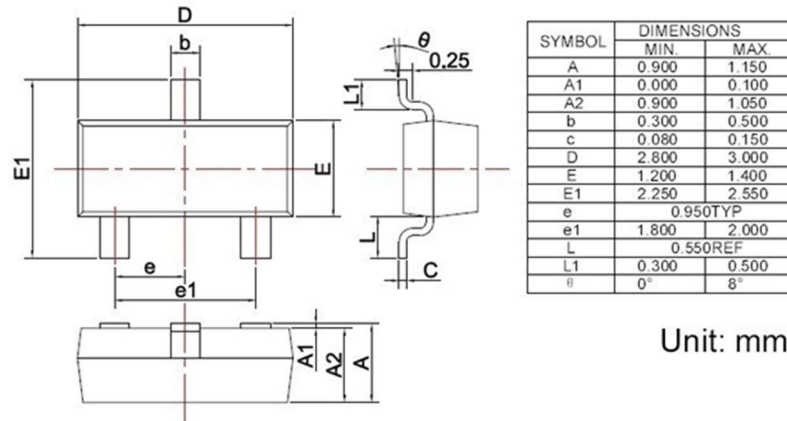 D
b
θ
0.25
L1
E1
E
L
C
e
e1
A1
A2
A
SYMBOL DIMENSIONS
MIN. MAX.
A 0.900 1.150
A1 0.000 0.100
A2 0.900 1.050
b 0.300 0.500
c 0.080 0.150
D 2.800 3.000
E 1.200 1.400
E1 2.250 2.550
e 0.950TYP
e1 1.800 2.000
L 0.550REF
L1 0.300 0.500
θ 0° 8°
Unit: mm